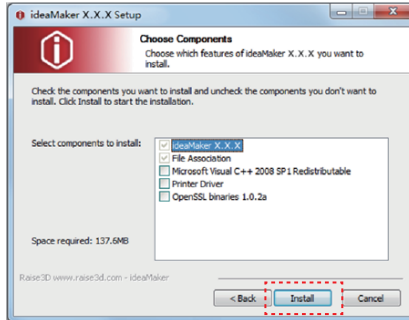 ideaMaker X.X.X Setup
Choose Components
Choose which features of ideaMaker X.X.X you want to
install.
Check the components you want to install and uncheck the components you don't want to
install. Click Install to start the installation.
Select components to install:
ideaMaker X.X.X
File Association
Microsoft Visual C++ 2008 SP1 Redistributable
Printer Driver
OpenSSL binaries 1.0.2a
Space required: 137.6MB
Raise3D www.raise3d.com - ideaMaker
< Back
Install
Cancel